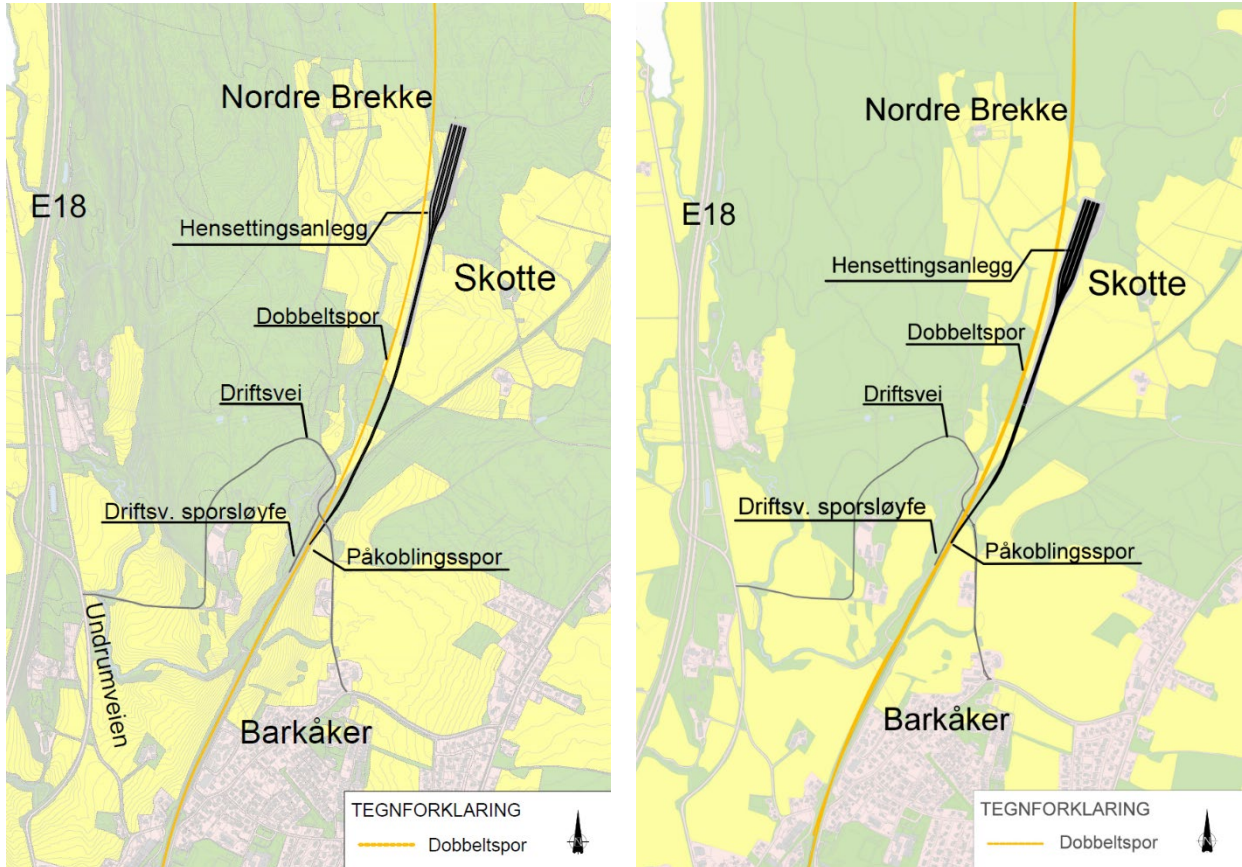 Nordre Brekke
E18
Hensettingsanlegg
Skotte
Dobbeltspor
Driftsvei
Driftsv. sporsløyfe
Påkoblingsspor
Undrumveien
Barkåker
TEGNFORKLARING
Dobbeltspor
Nordre Brekke
E18
Hensettingsanlegg
Skotte
Dobbeltspor
Driftsvei
Driftsv. sporsløyfe
Påkoblingsspor
Barkåker
TEGNFORKLARING
Dobbeltspor